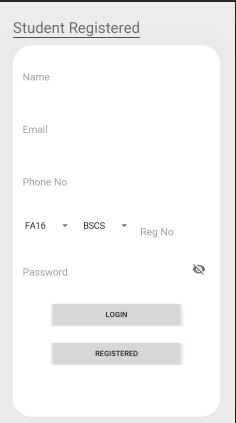 Student Registered
Name
Email
Phone No
FA16 BSCS Reg No
Password
LOGIN
REGISTERED